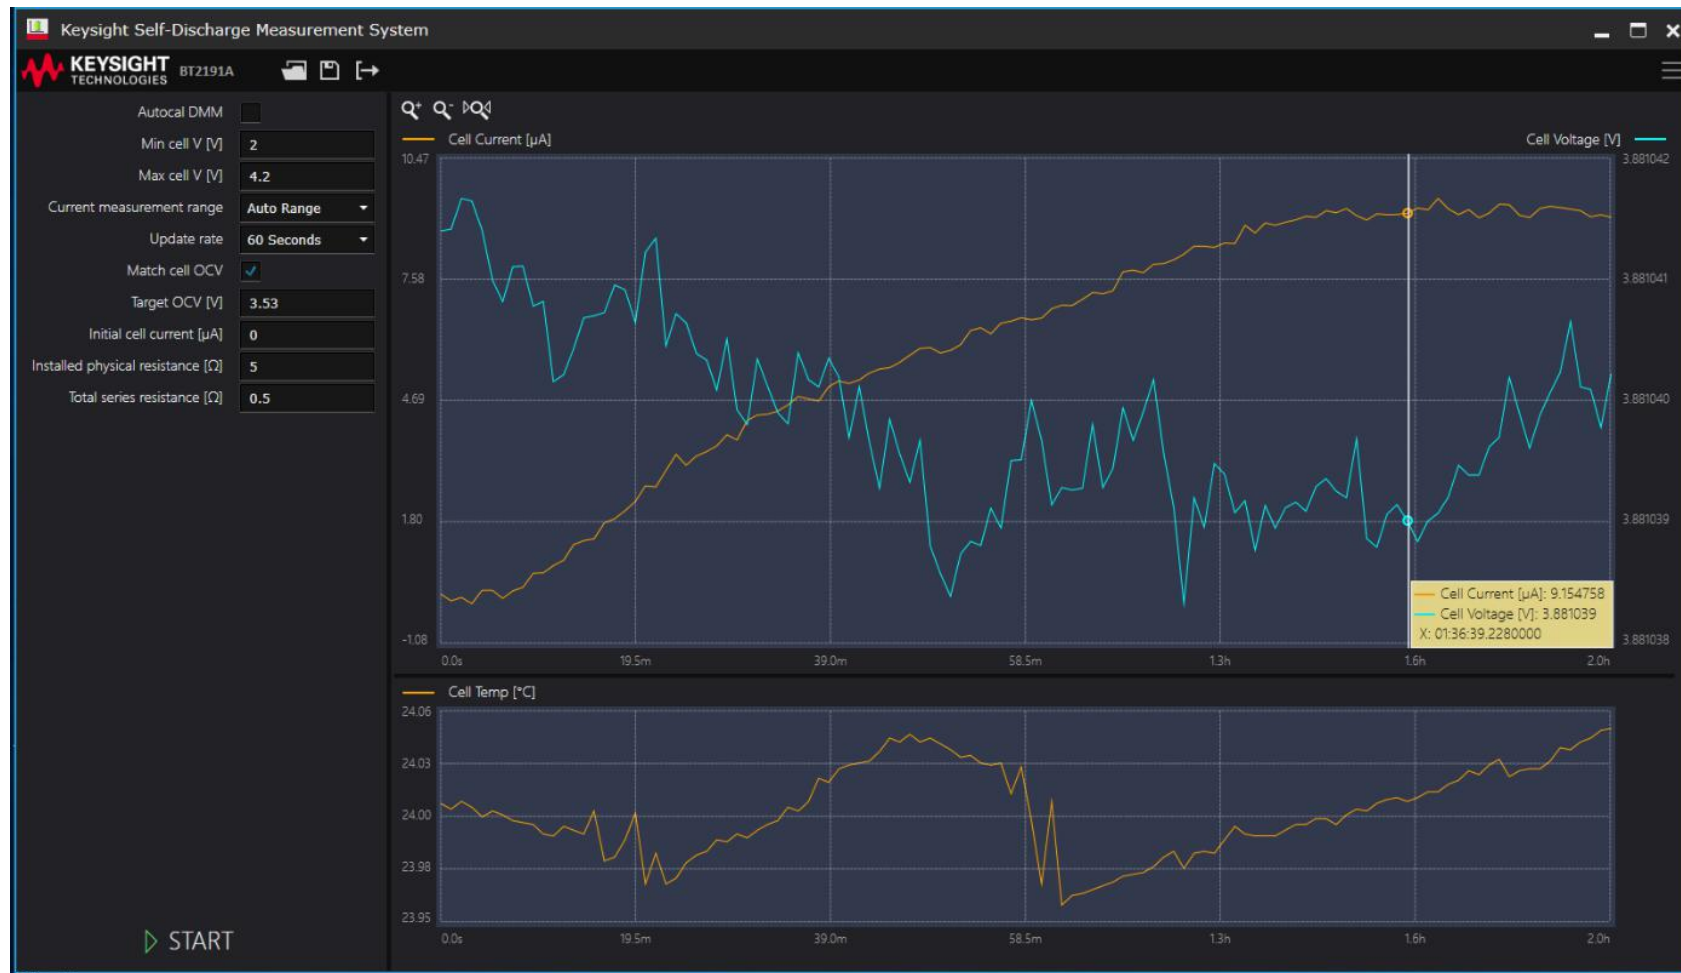 Keysight Self-Discharge Measurement System
KEYSIGHT
TECHNOLOGIES BT2191A
Autocal DMM
Min cell V [V] 2
Max cell V [V] 4.2
Current measurement range Auto Range
Update rate 60 Seconds
Match cell OCV
Target OCV [V] 3.53
Initial cell current [µA] 0
Installed physical resistance [Ω] 5
Total series resistance [Ω] 0.5
START
Cell Current [µA] Cell Voltage [V]
10.47 3.881042
7.58 3.881041
4.69 3.881040
1.80 3.881039
Cell Current [µA]: 9.154758
Cell Voltage [V]: 3.881039
X: 01:36:39.2280000
-1.08 3.881038
0.0s 19.5m 39.0m 58.5m 1.3h 1.6h 2.0h
Cell Temp [°C]
24.06
24.03
24.00
23.98
23.95
0.0s 19.5m 39.0m 58.5m 1.3h 1.6h 2.0h